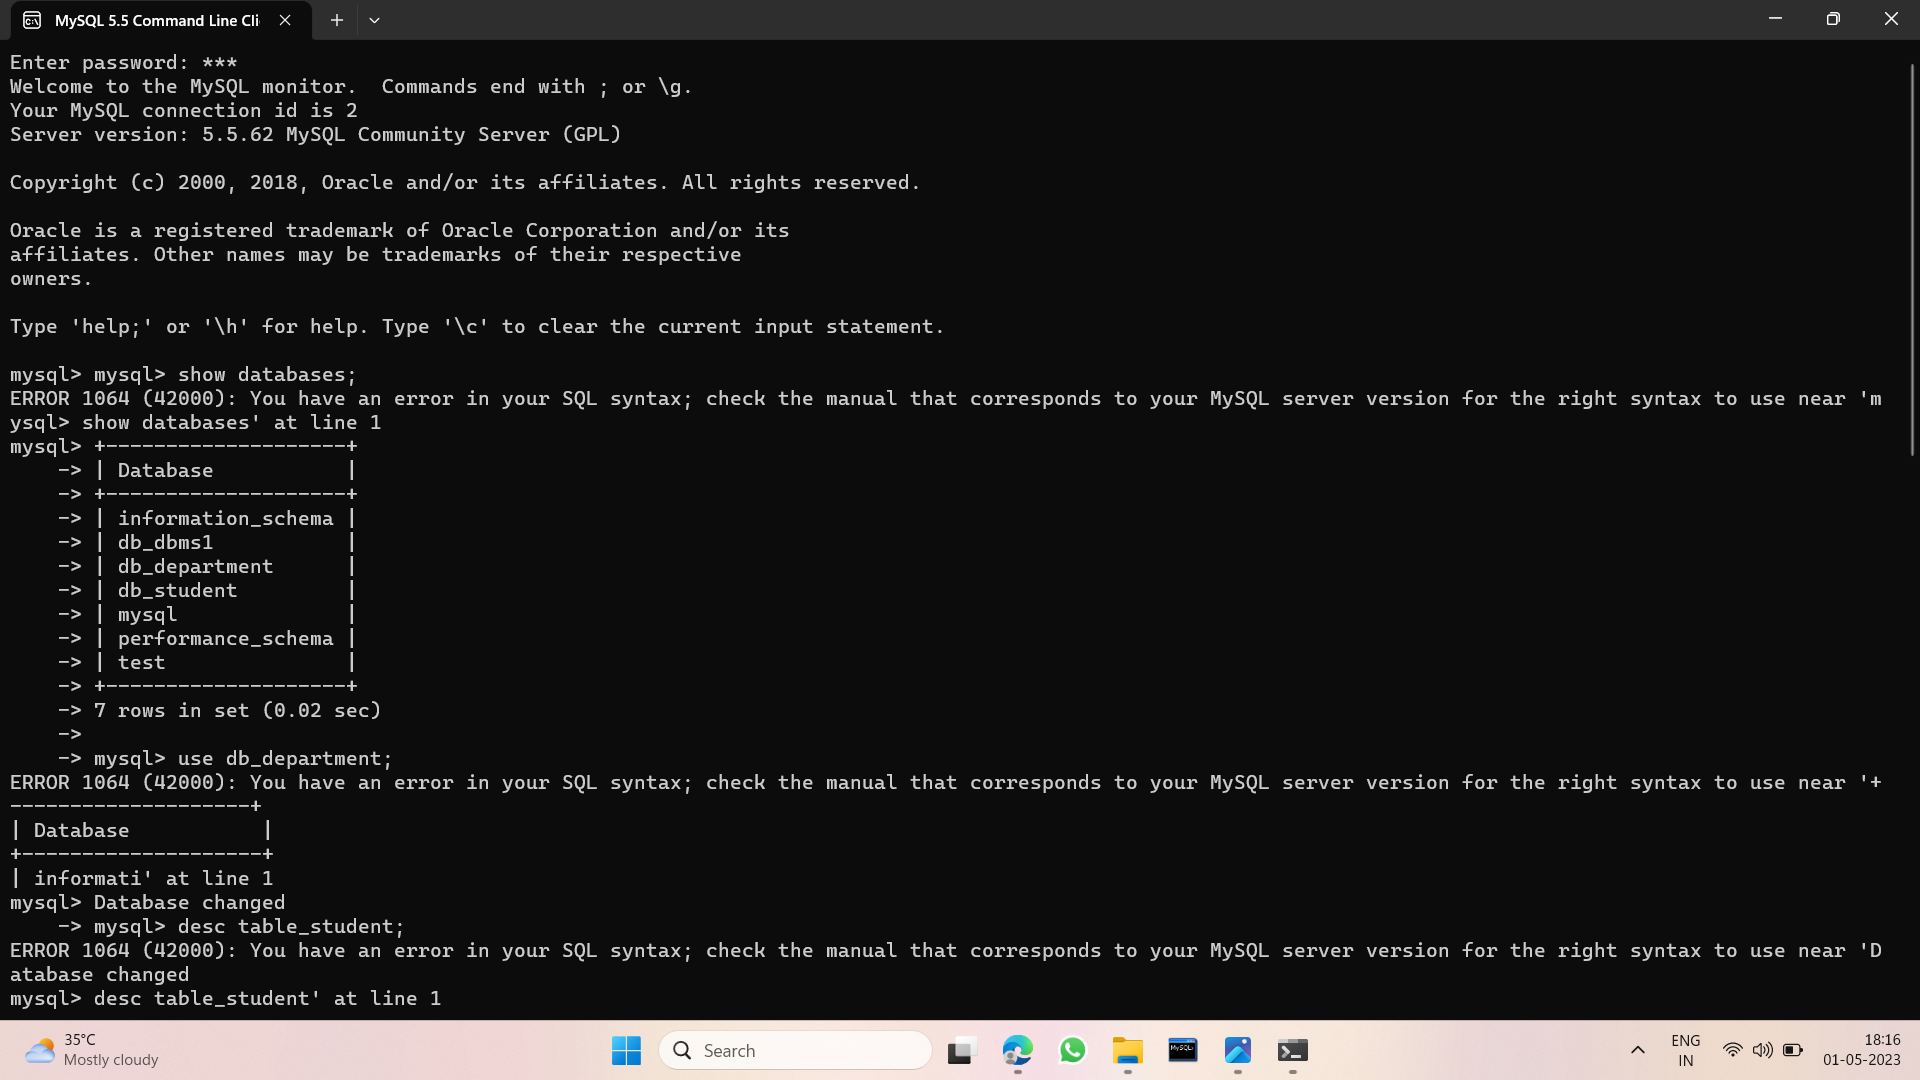 MySQL 5.5 Command Line Cli
Enter password: ***
Welcome to the MySQL monitor.  Commands end with ; or \g.
Your MySQL connection id is 2
Server version: 5.5.62 MySQL Community Server (GPL)

Copyright (c) 2000, 2018, Oracle and/or its affiliates. All rights reserved.

Oracle is a registered trademark of Oracle Corporation and/or its
affiliates. Other names may be trademarks of their respective
owners.

Type 'help;' or '\h' for help. Type '\c' to clear the current input statement.

mysql> mysql> show databases;
ERROR 1064 (42000): You have an error in your SQL syntax; check the manual that corresponds to your MySQL server version for the right syntax to use near 'm
ysql> show databases' at line 1
mysql> +--------------------+
    -> | Database           |
    -> +--------------------+
    -> | information_schema |
    -> | db_dbms1           |
    -> | db_department      |
    -> | db_student         |
    -> | mysql              |
    -> | performance_schema |
    -> | test               |
    -> +--------------------+
    -> 7 rows in set (0.02 sec)
    ->
    -> mysql> use db_department;
ERROR 1064 (42000): You have an error in your SQL syntax; check the manual that corresponds to your MySQL server version for the right syntax to use near '+
--------------------+
| Database           |
+--------------------+
| informati' at line 1
mysql> Database changed
    -> mysql> desc table_student;
ERROR 1064 (42000): You have an error in your SQL syntax; check the manual that corresponds to your MySQL server version for the right syntax to use near 'D
atabase changed
mysql> desc table_student' at line 1
35°C
Mostly cloudy
Search
MySQL>
ENG
IN
18:16
01-05-2023